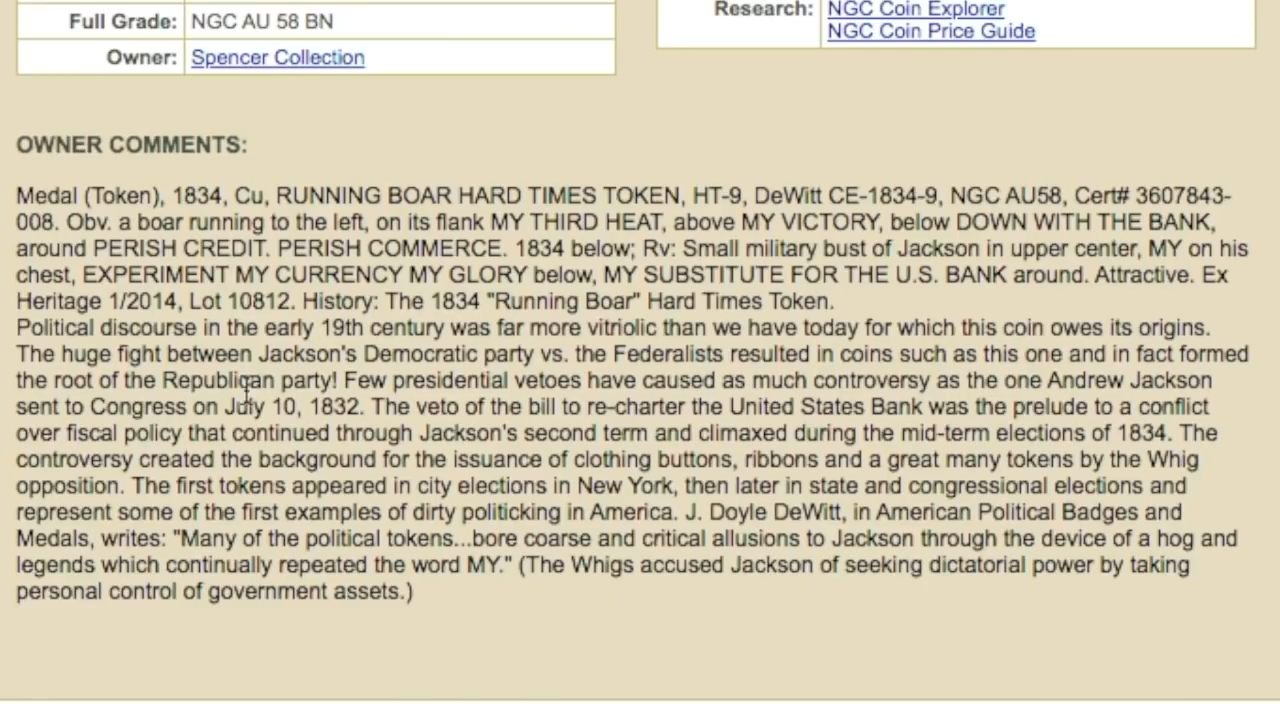 Full Grade: NGC AU 58 BN
Owner: Spencer Collection
Research: NGC Coin Explorer
NGC Coin Price Guide
OWNER COMMENTS:
Medal (Token), 1834, Cu, RUNNING BOAR HARD TIMES TOKEN, HT-9, DeWitt CE-1834-9, NGC AU58, Cert# 3607843-
008. Obv. a boar running to the left, on its flank MY THIRD HEAT, above MY VICTORY, below DOWN WITH THE BANK,
around PERISH CREDIT. PERISH COMMERCE. 1834 below; Rv: Small military bust of Jackson in upper center, MY on his
chest, EXPERIMENT MY CURRENCY MY GLORY below, MY SUBSTITUTE FOR THE U.S. BANK around. Attractive. Ex
Heritage 1/2014, Lot 10812. History: The 1834 "Running Boar" Hard Times Token.
Political discourse in the early 19th century was far more vitriolic than we have today for which this coin owes its origins.
The huge fight between Jackson's Democratic party vs. the Federalists resulted in coins such as this one and in fact formed
the root of the Republican party! Few presidential vetoes have caused as much controversy as the one Andrew Jackson
sent to Congress on July 10, 1832. The veto of the bill to re-charter the United States Bank was the prelude to a conflict
over fiscal policy that continued through Jackson's second term and climaxed during the mid-term elections of 1834. The
controversy created the background for the issuance of clothing buttons, ribbons and a great many tokens by the Whig
opposition. The first tokens appeared in city elections in New York, then later in state and congressional elections and
represent some of the first examples of dirty politicking in America. J. Doyle DeWitt, in American Political Badges and
Medals, writes: "Many of the political tokens...bore coarse and critical allusions to Jackson through the device of a hog and
legends which continually repeated the word MY." (The Whigs accused Jackson of seeking dictatorial power by taking
personal control of government assets.)